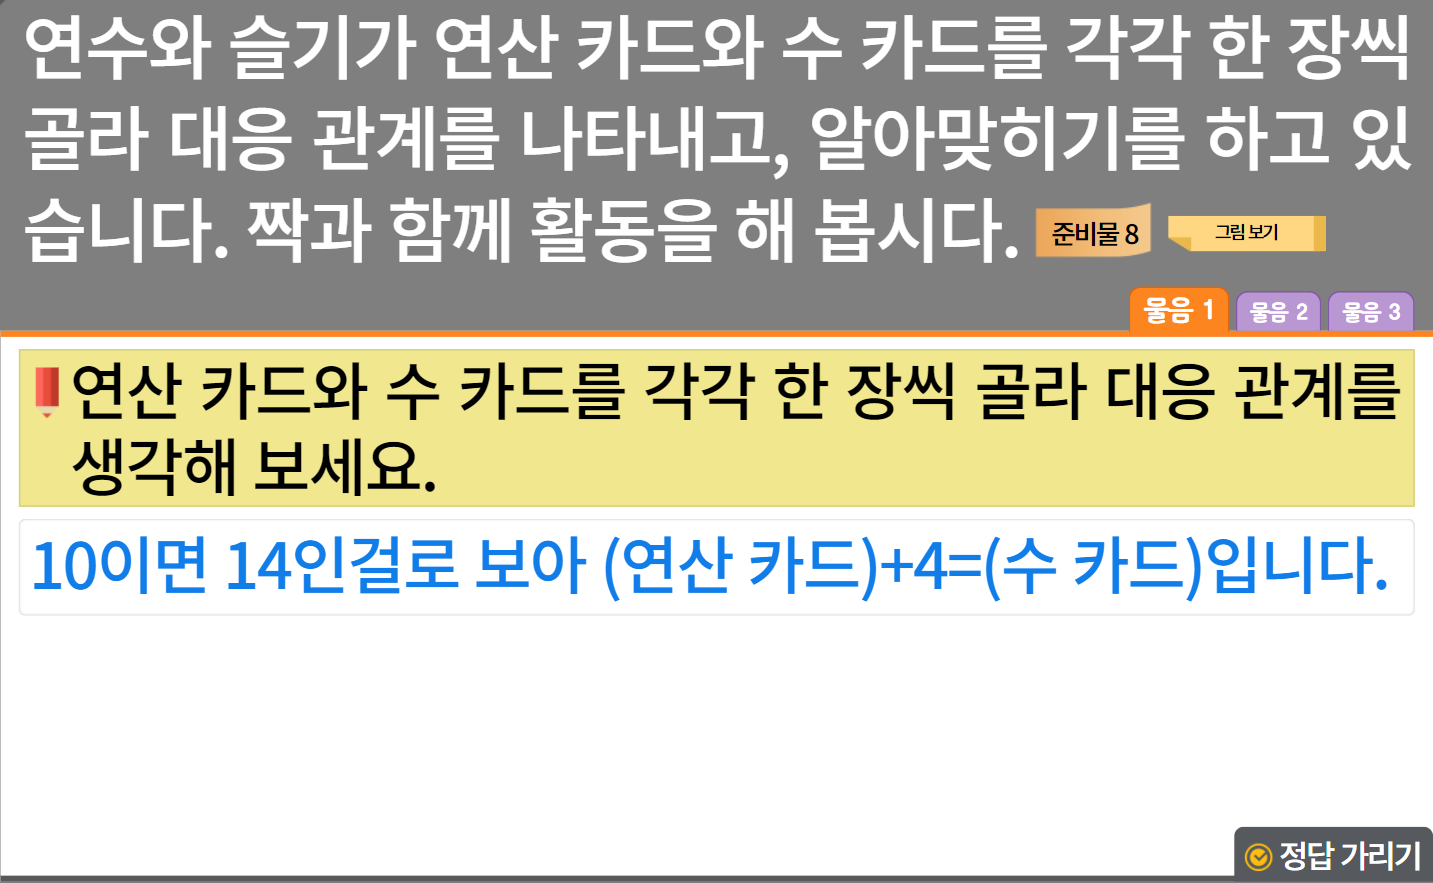 연수와 슬기가 연산 카드와 수 카드를 각각 한 장씩
골라 대응 관계를 나타내고, 알아맞히기를 하고 있
습니다. 짝과 함께 활동을 해 봅시다. 준비물 8 그림 보기
물음 1 물음 2 물음 3
연산 카드와 수 카드를 각각 한 장씩 골라 대응 관계를
생각해 보세요.
10이면 14인걸로 보아 (연산 카드)+4=(수 카드)입니다.
정답 가리기